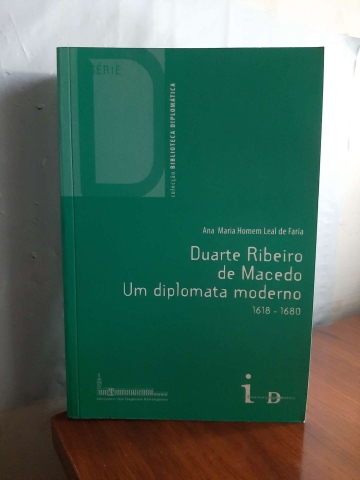 SÉRIE
D
colecção BIBLIOTECA DIPLOMÁTICA
Ana Maria Homem Leal de Faria
Duarte Ribeiro
de Macedo
Um diplomata moderno
1618 - 1680
i D